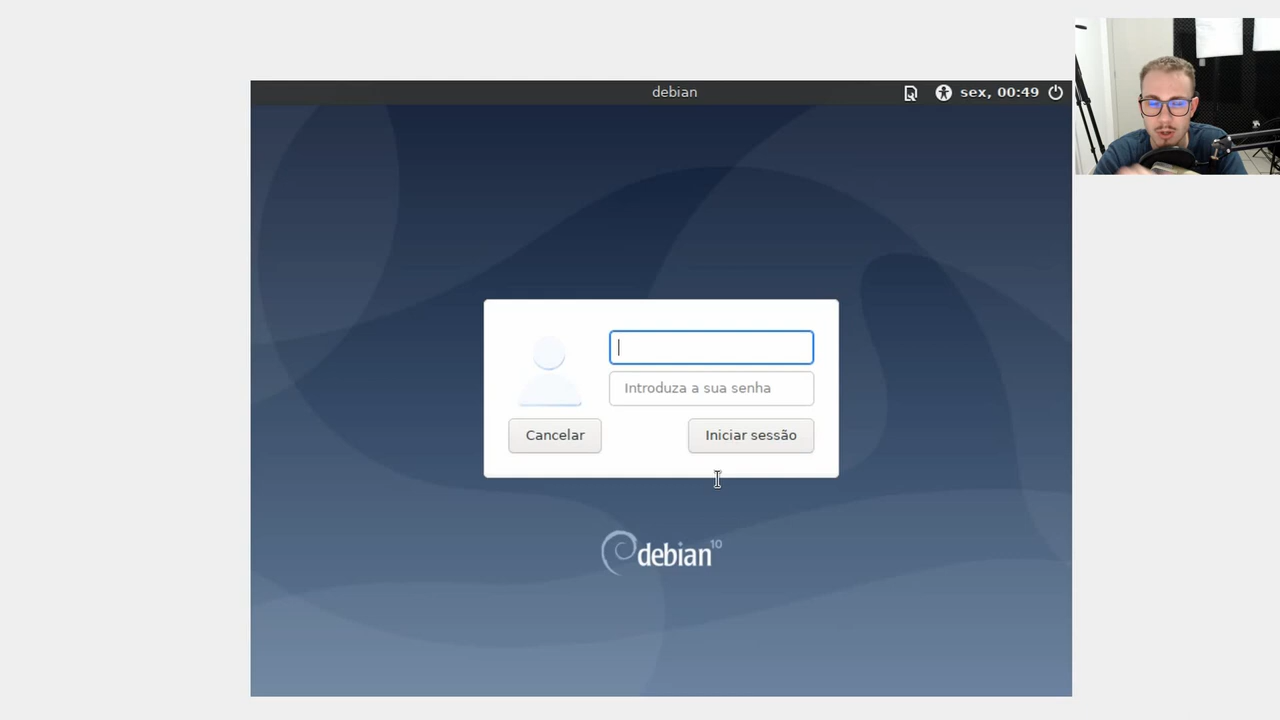 debian
sex, 00:49
Introduza a sua senha
Cancelar
Iniciar sessão
debian 10